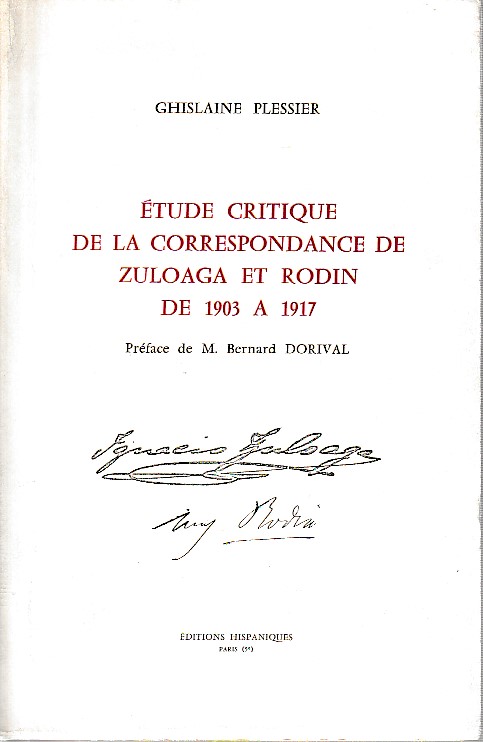 GHISLAINE PLESSIER
ÉTUDE CRITIQUE
DE LA CORRESPONDANCE DE
ZULOAGA ET RODIN
DE 1903 A 1917
Préface de M. Bernard DORIVAL
Ignacio Zuloaga
Aug Rodin
ÉDITIONS HISPANIQUES
PARIS (5ᵉ)